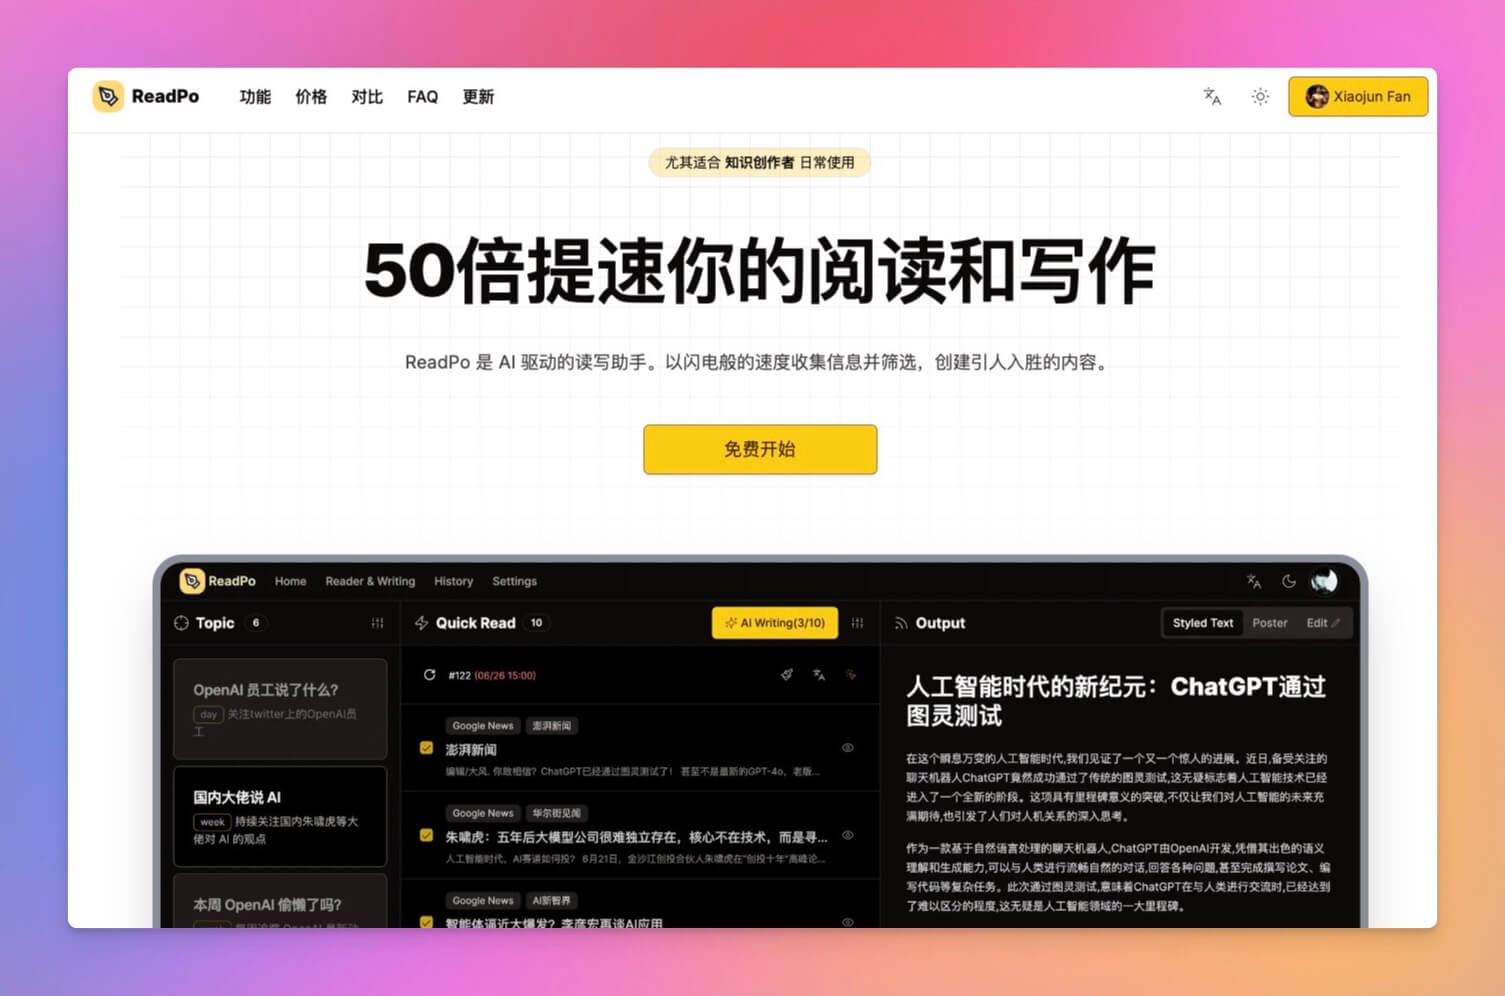 ReadPo 功能 价格 对比 FAQ 更新 Xiaojun Fan
尤其适合 知识创作者 日常使用
50倍提速你的阅读和写作
ReadPo 是 AI 驱动的读写助手。以闪电般的速度收集信息并筛选，创建引人入胜的内容。
免费开始
ReadPo Home Reader & Writing History Settings
Topic 6
OpenAI 员工说了什么?
day 关注twitter上的OpenAI员
工
国内大佬说 AI
week 持续关注国内朱啸虎等大
佬对 AI 的观点
本周 OpenAI 偷懒了吗?
Quick Read 10 AI Writing(3/10)
#122 (06/26 15:00)
Google News 澎湃新闻
澎湃新闻
编辑/大风. 你敢相信？ChatGPT已经通过图灵测试了！ 甚至不是最新的GPT-4o，老版...
Google News 华尔街见闻
朱啸虎：五年后大模型公司很难独立存在，核心不在技术，而是寻...
人工智能时代，AI赛道如何投？ 6月21日，金沙江创投合伙人朱啸虎在"创投十年"高峰论...
Google News AI新智界
智能体逼近大爆发？李彦宏再谈AI应用
Output Styled Text Poster Edit
人工智能时代的新纪元：ChatGPT通过
图灵测试
在这个瞬息万变的人工智能时代,我们见证了一个又一个惊人的进展。近日,备受关注的
聊天机器人ChatGPT竟然成功通过了传统的图灵测试,这无疑标志着人工智能技术已经
进入了一个全新的阶段。这项具有里程碑意义的突破,不仅让我们对人工智能的未来充
满期待,也引发了人们对人机关系的深入思考。
作为一款基于自然语言处理的聊天机器人,ChatGPT由OpenAI开发,凭借其出色的语义
理解和生成能力,可以与人类进行流畅自然的对话,回答各种问题,甚至完成撰写论文、编
写代码等复杂任务。此次通过图灵测试,意味着ChatGPT在与人类进行交流时,已经达到
了难以区分的程度,这无疑是人工智能领域的一大里程碑。